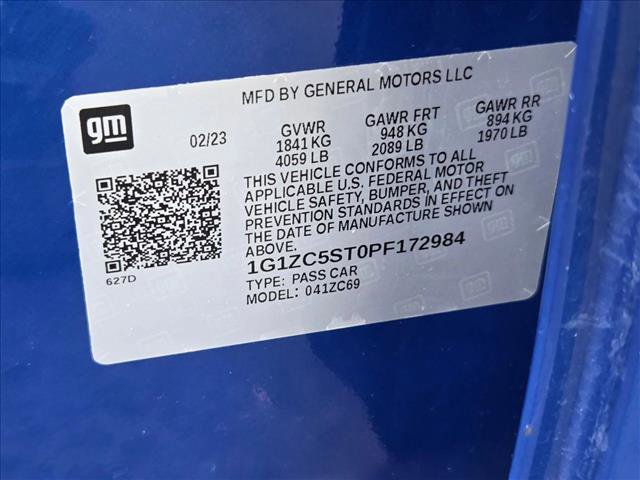 MFD BY GENERAL MOTORS LLC
gm
02/23
GVWR GAWR FRT GAWR RR
1841 KG 948 KG 894 KG
4059 LB 2089 LB 1970 LB
THIS VEHICLE CONFORMS TO ALL
APPLICABLE U.S. FEDERAL MOTOR
VEHICLE SAFETY, BUMPER, AND THEFT
PREVENTION STANDARDS IN EFFECT ON
THE DATE OF MANUFACTURE SHOWN
ABOVE.
1G1ZC5ST0PF172984
TYPE: PASS CAR
MODEL: 041ZC69
627D